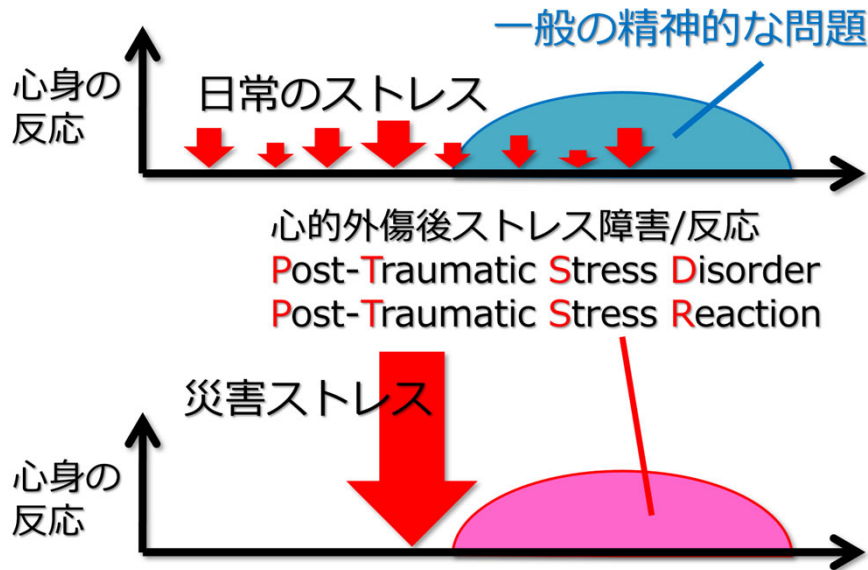 一般の精神的な問題
心身の
反応
日常のストレス
心的外傷後ストレス障害/反応
Post-Traumatic Stress Disorder
Post-Traumatic Stress Reaction
災害ストレス
心身の
反応